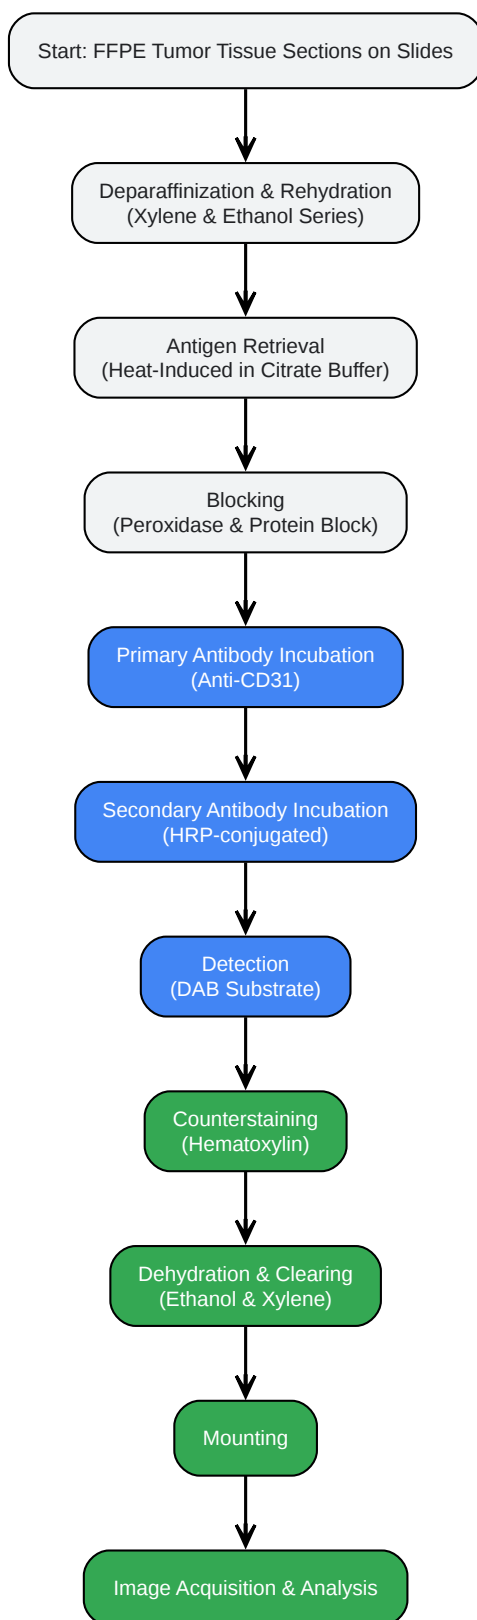 Start: FFPE Tumor Tissue Sections on Slides
Deparaffinization & Rehydration
(Xylene & Ethanol Series)
Antigen Retrieval
(Heat-Induced in Citrate Buffer)
Blocking
(Peroxidase & Protein Block)
Primary Antibody Incubation
(Anti-CD31)
Secondary Antibody Incubation
(HRP-conjugated)
Detection
(DAB Substrate)
Counterstaining
(Hematoxylin)
Dehydration & Clearing
(Ethanol & Xylene)
Mounting
Image Acquisition & Analysis